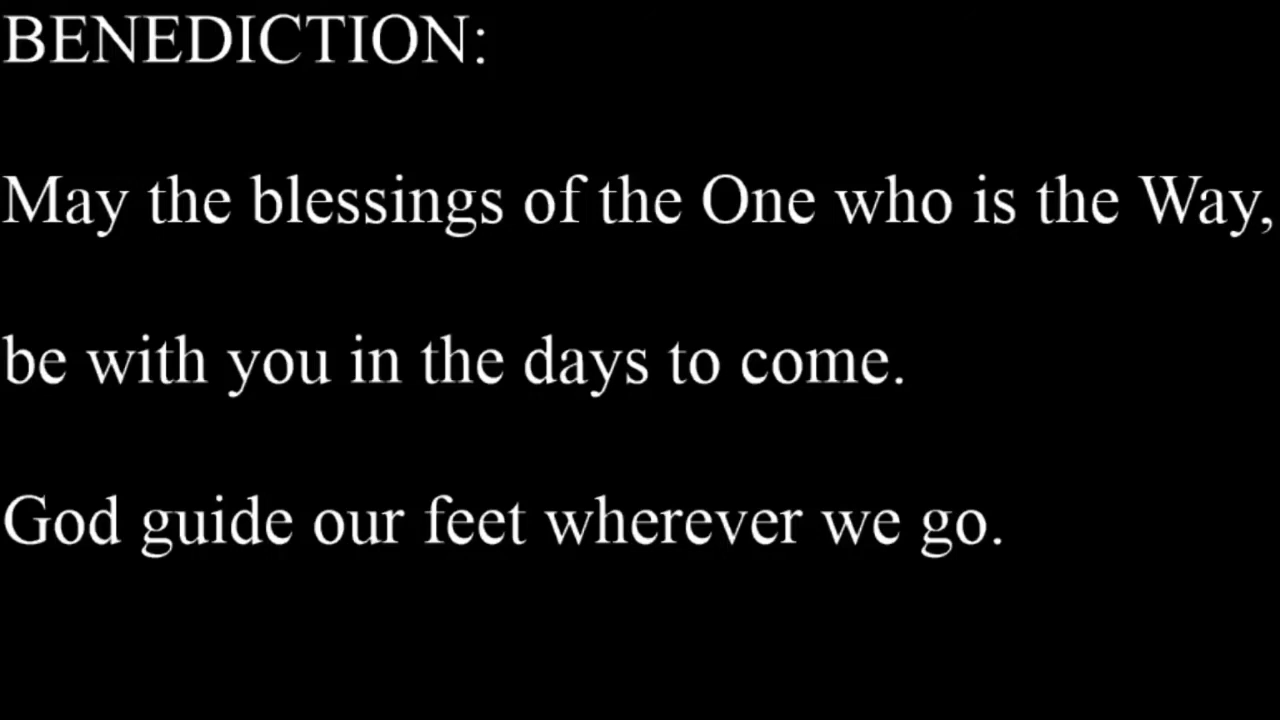 BENEDICTION:
May the blessings of the One who is the Way,
be with you in the days to come.
God guide our feet wherever we go.